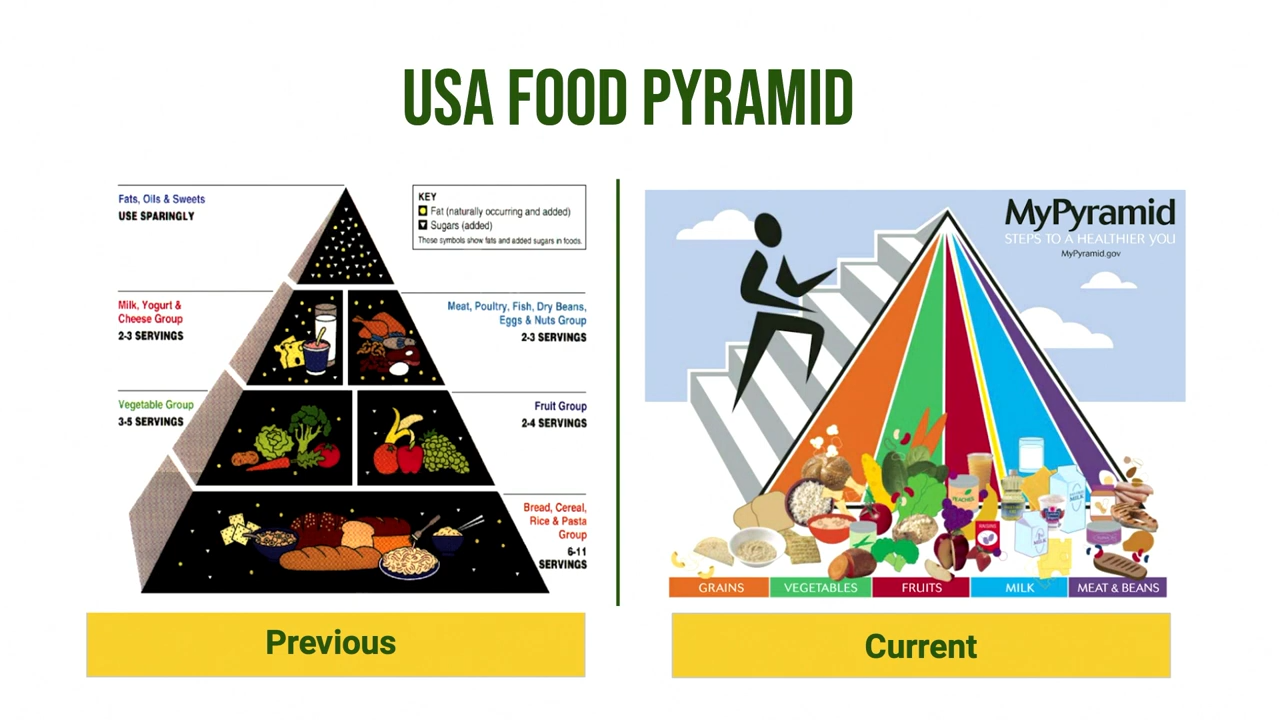 USA FOOD PYRAMID
Fats, Oils & Sweets
USE SPARINGLY
KEY
Fat (naturally occurring and added)
Sugars (added)
These symbols show fats and added sugars in foods.
Milk, Yogurt &
Cheese Group
2-3 SERVINGS
Meat, Poultry, Fish, Dry Beans,
Eggs & Nuts Group
2-3 SERVINGS
Vegetable Group
3-5 SERVINGS
Fruit Group
2-4 SERVINGS
Bread, Cereal,
Rice & Pasta
Group
6-11
SERVINGS
Previous
MyPyramid
STEPS TO A HEALTHIER YOU
MyPyramid.gov
PEACHES
RAISINS
MILK
MILK
GRAINS
VEGETABLES
FRUITS
MILK
MEAT & BEANS
Current